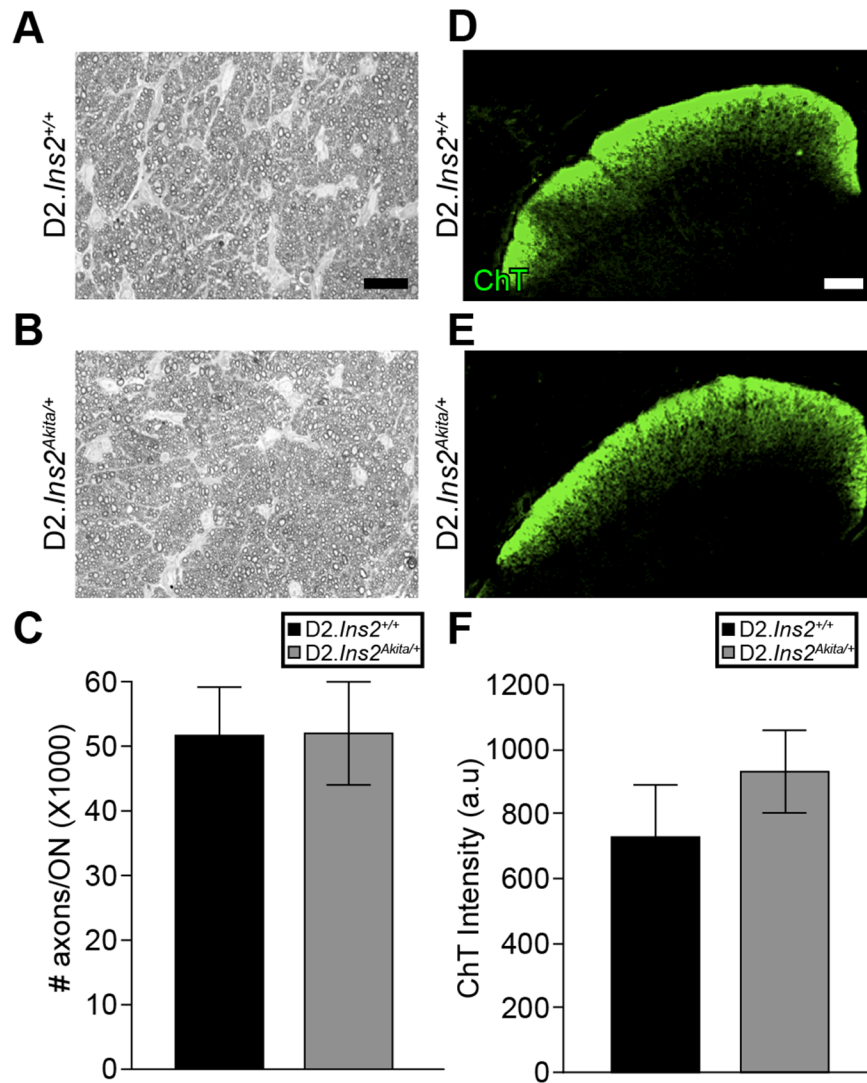 A
D2.Ins2+/+
B
D2.Ins2Akita/+
C
D2.Ins2+/+
D2.Ins2Akita/+
# axons/ON (X1000)
60
50
40
30
20
10
0
D
D2.Ins2+/+
ChT
E
D2.Ins2Akita/+
F
D2.Ins2+/+
D2.Ins2Akita/+
ChT Intensity (a.u)
1200
1000
800
600
400
200
0